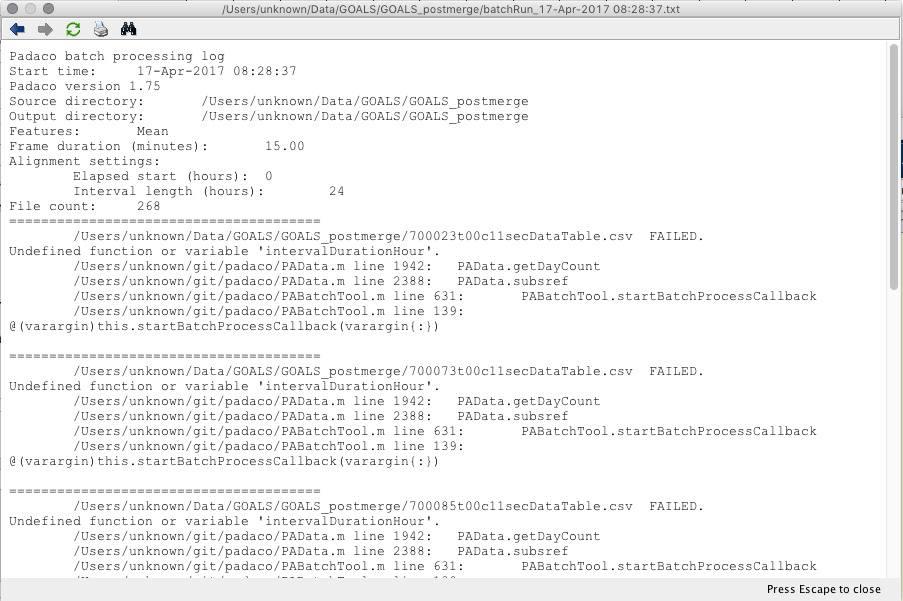 /Users/unknown/Data/GOALS/GOALS_postmerge/batchRun_17-Apr-2017 08:28:37.txt
Padaco batch processing log
Start time: 17-Apr-2017 08:28:37
Padaco version 1.75
Source directory: /Users/unknown/Data/GOALS/GOALS_postmerge
Output directory: /Users/unknown/Data/GOALS/GOALS_postmerge
Features: Mean
Frame duration (minutes): 15.00
Alignment settings:
Elapsed start (hours): 0
Interval length (hours): 24
File count: 268
=======================================
/Users/unknown/Data/GOALS/GOALS_postmerge/700023t00c11secDataTable.csv FAILED.
Undefined function or variable 'intervalDurationHour'.
/Users/unknown/git/padaco/PAData.m line 1942: PAData.getDayCount
/Users/unknown/git/padaco/PAData.m line 2388: PAData.subsref
/Users/unknown/git/padaco/PABatchTool.m line 631: PABatchTool.startBatchProcessCallback
/Users/unknown/git/padaco/PABatchTool.m line 139:
@(varargin)this.startBatchProcessCallback(varargin{:})
=======================================
/Users/unknown/Data/GOALS/GOALS_postmerge/700073t00c11secDataTable.csv FAILED.
Undefined function or variable 'intervalDurationHour'.
/Users/unknown/git/padaco/PAData.m line 1942: PAData.getDayCount
/Users/unknown/git/padaco/PAData.m line 2388: PAData.subsref
/Users/unknown/git/padaco/PABatchTool.m line 631: PABatchTool.startBatchProcessCallback
/Users/unknown/git/padaco/PABatchTool.m line 139:
@(varargin)this.startBatchProcessCallback(varargin{:})
=======================================
/Users/unknown/Data/GOALS/GOALS_postmerge/700085t00c11secDataTable.csv FAILED.
Undefined function or variable 'intervalDurationHour'.
/Users/unknown/git/padaco/PAData.m line 1942: PAData.getDayCount
/Users/unknown/git/padaco/PAData.m line 2388: PAData.subsref
/Users/unknown/git/padaco/PABatchTool.m line 631: PABatchTool.startBatchProcessCallback
Press Escape to close